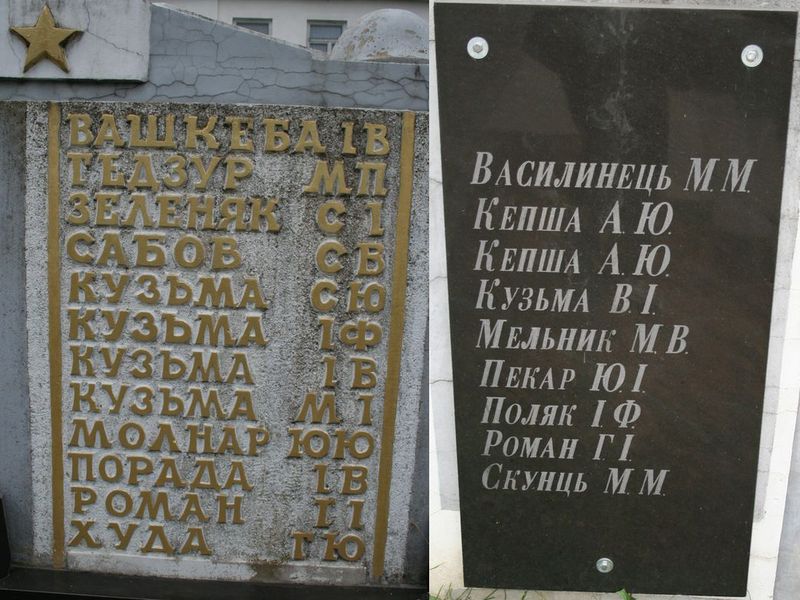 ВАШКЕБА І В
ГЕДЗУР М П
ЗЕЛЕНЯК С І
САБОВ С В
КУЗЬМА С Ю
КУЗЬМА І Ф
КУЗЬМА І В
КУЗЬМА М І
МОЛНАР Ю Ю
ПОРАДА І В
РОМАН І І
ХУДА Г Ю
ВАСИЛИНЕЦЬ М.М.
КЕПША А.Ю.
КЕПША А.Ю.
КУЗЬМА В.І.
МЕЛЬНИК М.В.
ПЕКАР Ю.І.
ПОЛЯК І.Ф.
РОМАН Г.І.
СКУНЦЬ М.М.